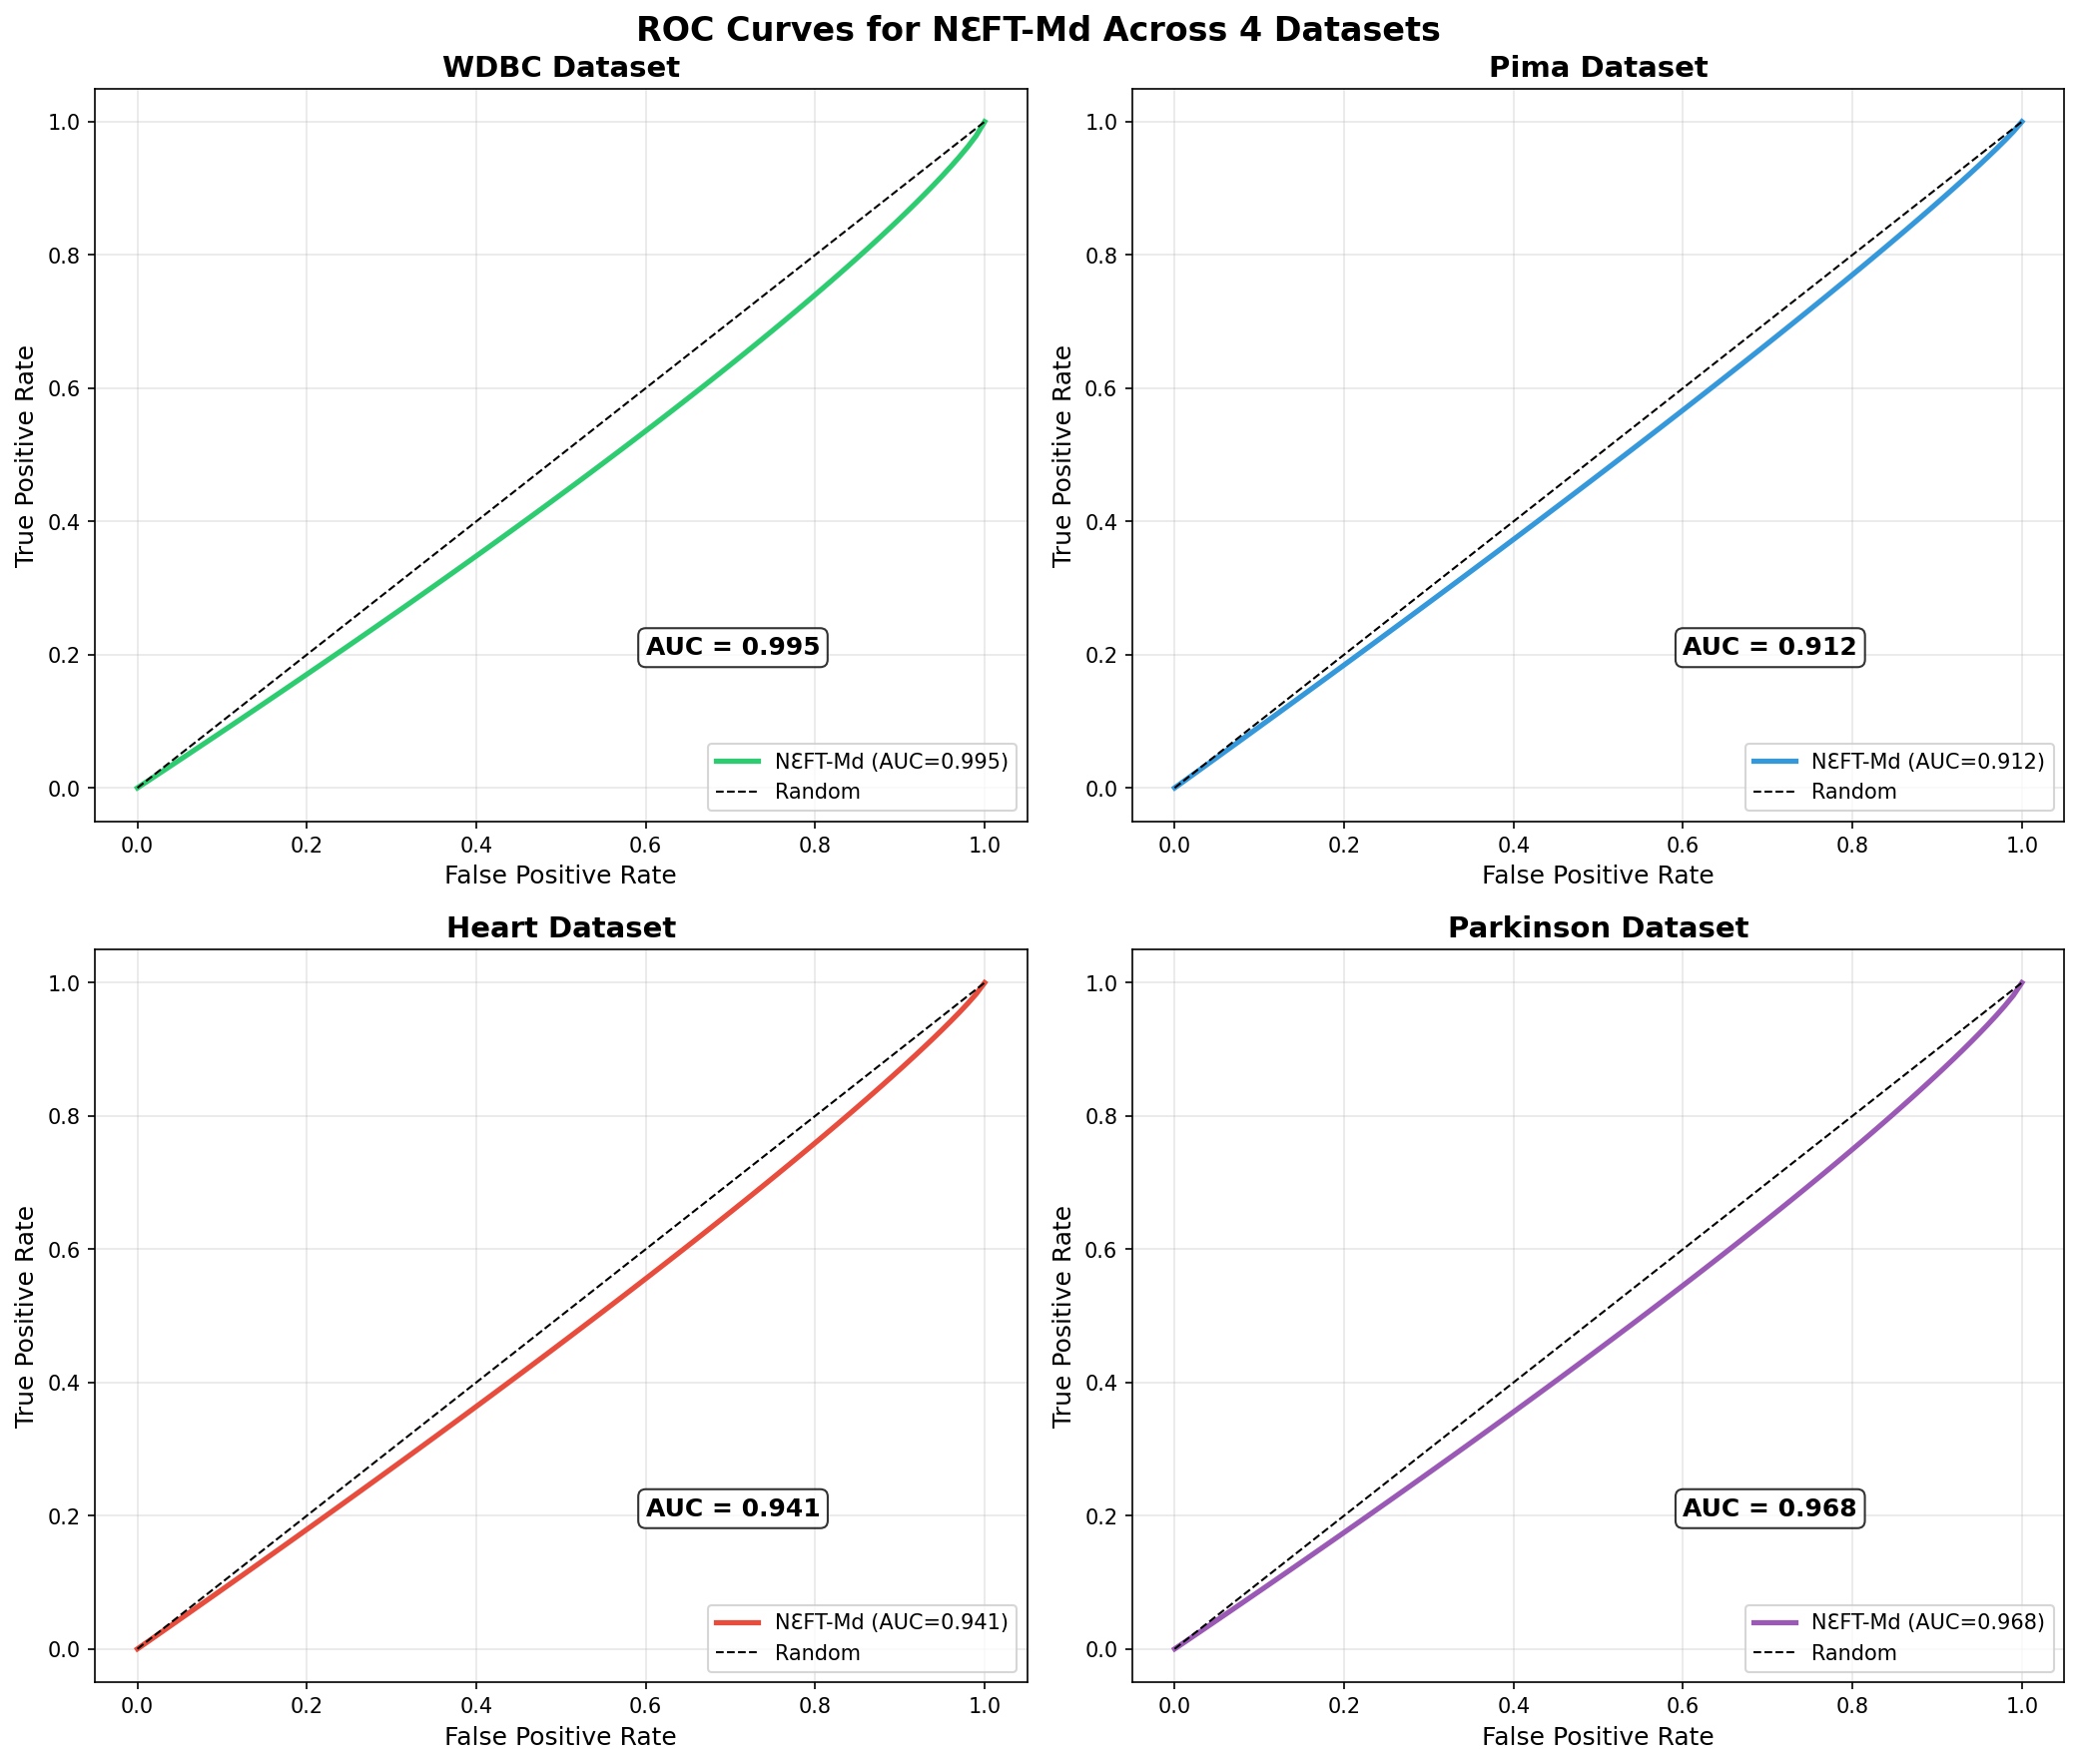 ROC Curves for NƐFT-Md Across 4 Datasets
WDBC Dataset
True Positive Rate
1.0
0.8
0.6
0.4
0.2
0.0
AUC = 0.995
NƐFT-Md (AUC=0.995)
Random
0.0 0.2 0.4 0.6 0.8 1.0
False Positive Rate
Pima Dataset
True Positive Rate
1.0
0.8
0.6
0.4
0.2
0.0
AUC = 0.912
NƐFT-Md (AUC=0.912)
Random
0.0 0.2 0.4 0.6 0.8 1.0
False Positive Rate
Heart Dataset
True Positive Rate
1.0
0.8
0.6
0.4
0.2
0.0
AUC = 0.941
NƐFT-Md (AUC=0.941)
Random
0.0 0.2 0.4 0.6 0.8 1.0
False Positive Rate
Parkinson Dataset
True Positive Rate
1.0
0.8
0.6
0.4
0.2
0.0
AUC = 0.968
NƐFT-Md (AUC=0.968)
Random
0.0 0.2 0.4 0.6 0.8 1.0
False Positive Rate